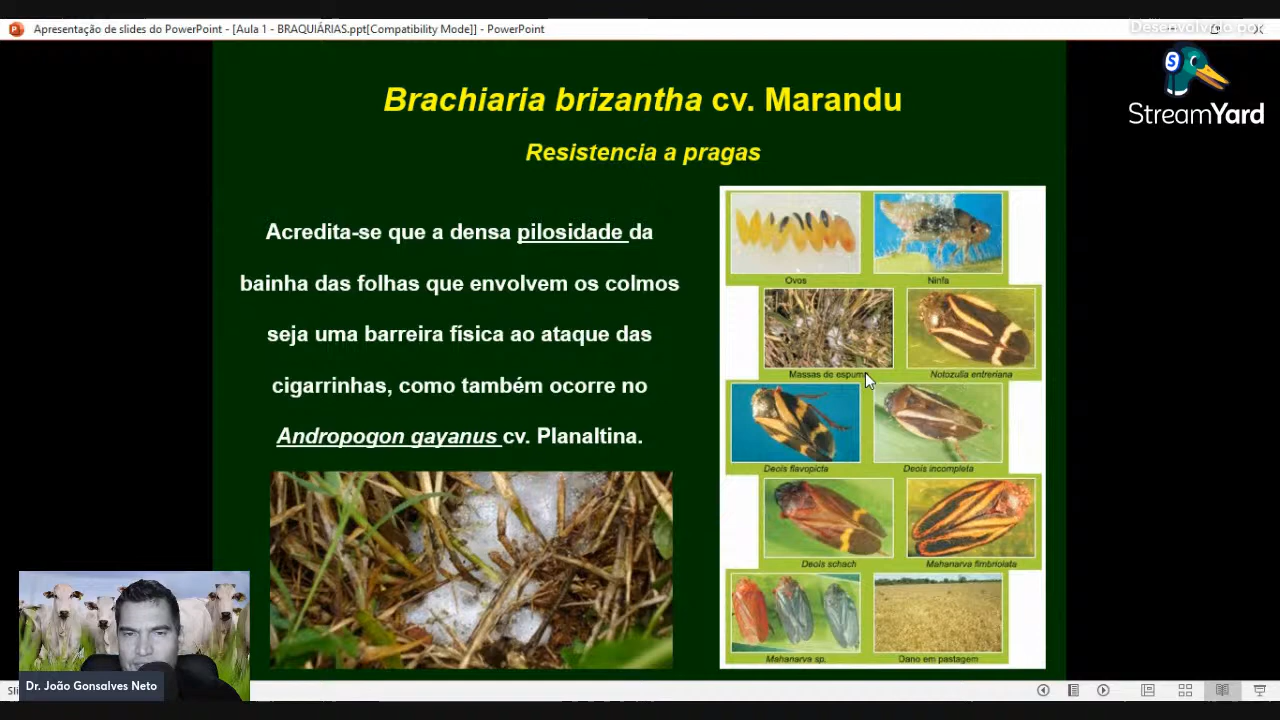 Apresentação de slides do PowerPoint - [Aula 1 - BRAQUIÁRIAS.ppt[Compatibility Mode]] - PowerPoint
Desenvolvido por
StreamYard
Brachiaria brizantha cv. Marandu
Resistencia a pragas
Acredita-se que a densa pilosidade da
bainha das folhas que envolvem os colmos
seja uma barreira física ao ataque das
cigarrinhas, como também ocorre no
Andropogon gayanus cv. Planaltina.
Ovos
Ninfa
Massas de espuma
Notozulia entreriana
Deois flavopicta
Deois incompleta
Deois schach
Mahanarva fimbriolata
Mahanarva sp.
Dano em pastagem
Dr. João Gonsalves Neto